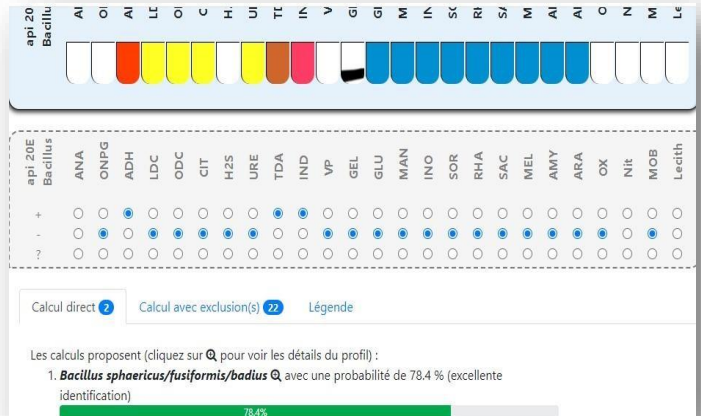 api 20
Bacillu
api 20E
Bacillus
ANA ONPG ADH LDC ODC CIT H2S URE TDA IND VP GEL GLU MAN INO SOR RHA SAC MEL AMY ARA OX Nit MOB Lecith
+
-
?
Calcul direct 2 Calcul avec exclusion(s) 22 Légende
Les calculs proposent (cliquez sur pour voir les détails du profil) :
1. Bacillus sphaericus/fusiformis/badius avec une probabilité de 78.4 % (excellente
identification)
78.4%